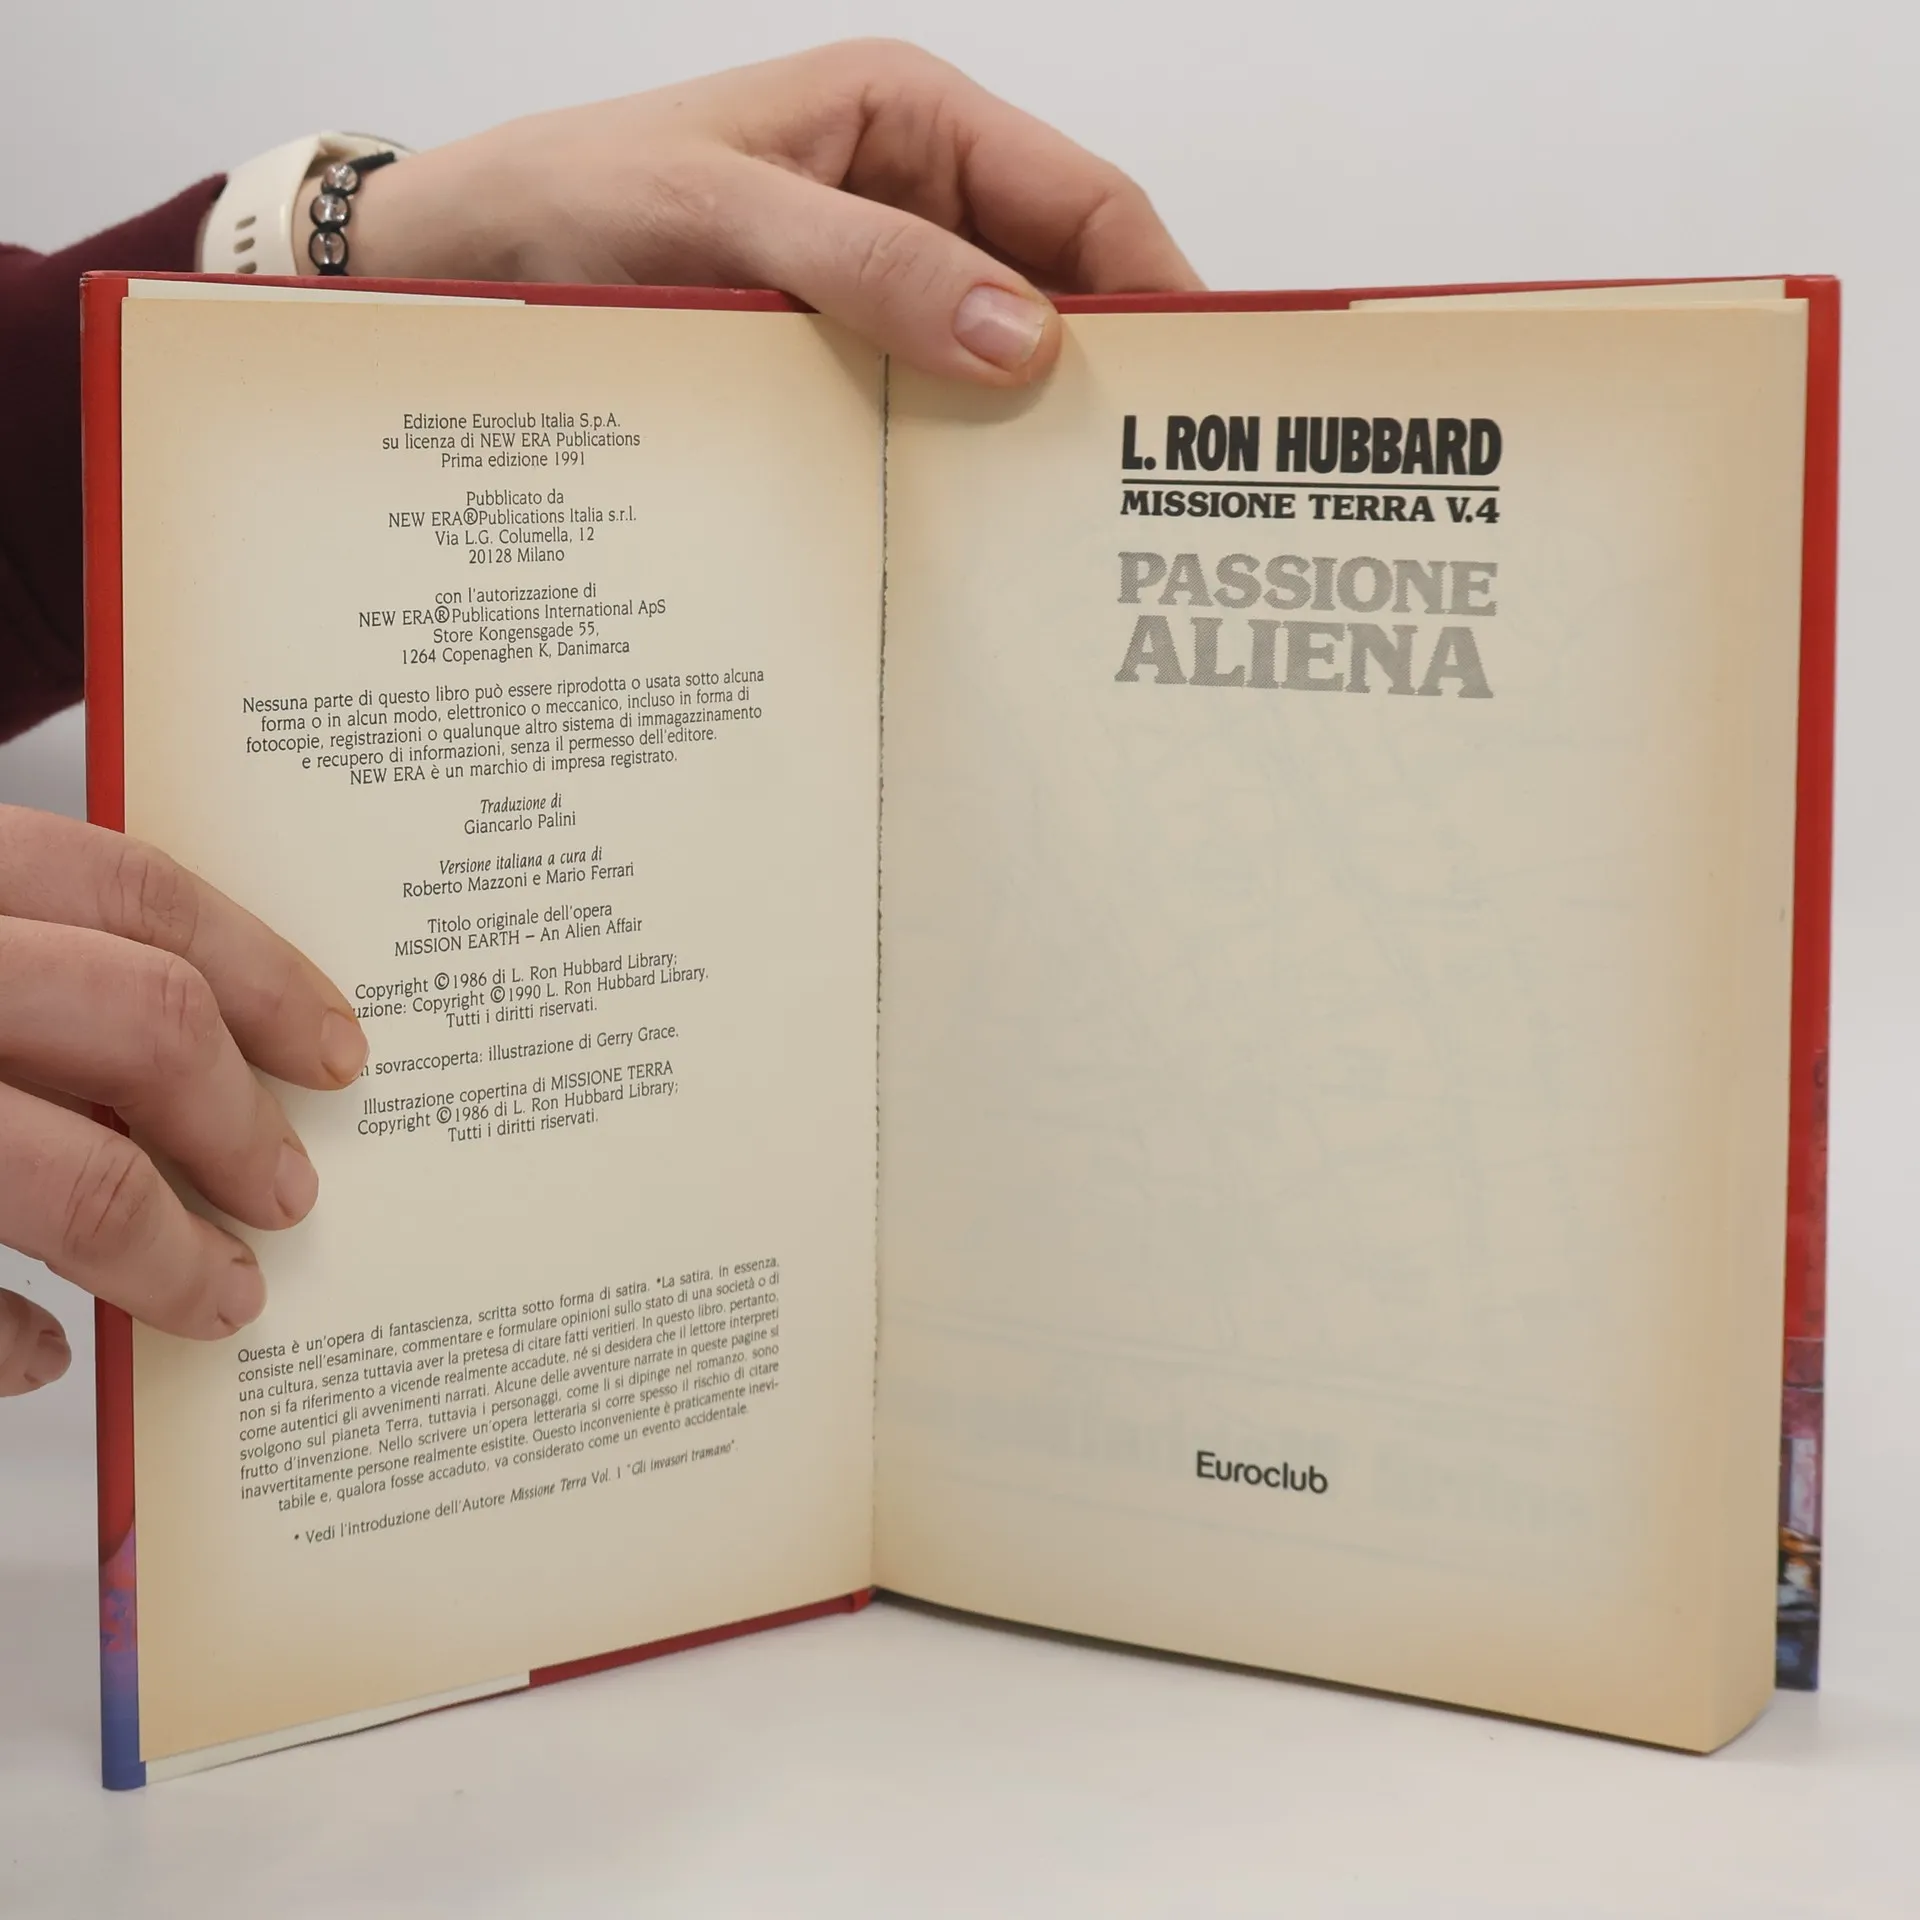 Edizione Euroclub Italia S.p.A.
su licenza di NEW ERA Publications
Prima edizione 1991
Pubblicato da
NEW ERA®Publications Italia s.r.l.
Via L.G. Columella, 12
20128 Milano
con l'autorizzazione di
NEW ERA®Publications International ApS
Store Kongensgade 55,
1264 Copenaghen K, Danimarca
Nessuna parte di questo libro può essere riprodotta o usata sotto alcuna
forma o in alcun modo, elettronico o meccanico, incluso in forma di
fotocopie, registrazioni o qualunque altro sistema di immagazzinamento
e recupero di informazioni, senza il permesso dell'editore.
NEW ERA è un marchio di impresa registrato.
Traduzione di
Giancarlo Palini
Versione italiana a cura di
Roberto Mazzoni e Mario Ferrari
Titolo originale dell'opera
MISSION EARTH – An Alien Affair
Copyright ©1986 di L. Ron Hubbard Library;
Copyright ©1990 L. Ron Hubbard Library.
Tutti i diritti riservati.
sovraccoperta: illustrazione di Gerry Grace.
Illustrazione copertina di MISSIONE TERRA
Copyright ©1986 di L. Ron Hubbard Library;
Tutti i diritti riservati.
Questa è un'opera di fantascienza, scritta sotto forma di satira. *La satira, in essenza,
consiste nell'esaminare, commentare e formulare opinioni sullo stato di una società o di
una cultura, senza tuttavia aver la pretesa di citare fatti veritieri. In questo libro, pertanto,
non si fa riferimento a vicende realmente accadute, né si desidera che il lettore interpreti
come autentici gli avvenimenti narrati. Alcune delle avventure narrate in queste pagine si
svolgono sul planeta Terra, tuttavia i personaggi, come li si dipinge nel romanzo, sono
frutto d'invenzione. Nello scrivere un'opera letteraria si corre spesso il rischio di citare
inavvertitamente persone realmente esistite. Questo inconveniente è praticamente inevi-
tabile e, qualora fosse accaduto, va considerato come un evento accidentale.
* Vedi l'introduzione dell'Autore Missione Terra Vol. 1 "Gli invasori tramano".
L. RON HUBBARD
MISSIONE TERRA V.4
PASSIONE
ALIENA
Euroclub